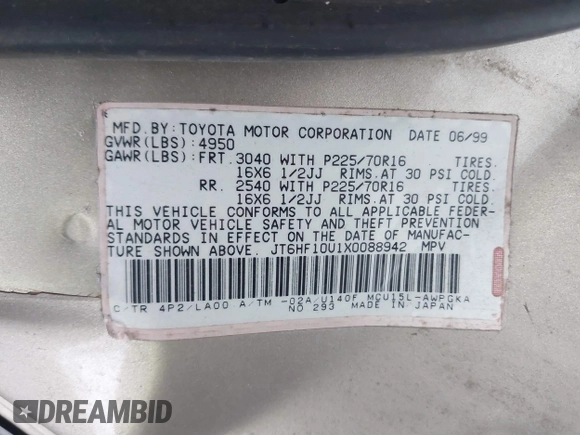 MFD.BY:TOYOTA MOTOR CORPORATION DATE 06/99
GVWR(LBS):4950
GAWR(LBS):FRT.3040 WITH P225/70R16 TIRES.
16X6 1/2JJ RIMS.AT 30 PSI COLD.
RR. 2540 WITH P225/70R16 TIRES.
16X6 1/2JJ RIMS.AT 30 PSI COLD.
THIS VEHICLE CONFORMS TO ALL APPLICABLE FEDER-
AL MOTOR VEHICLE SAFETY AND THEFT PREVENTION
STANDARDS IN EFFECT ON THE DATE OF MANUFAC-
TURE SHOWN ABOVE. JT6HF10U1X0088942 MPV
C/TR 4P2/LA00 A/TM -02A/U140F MCU15L-AWPGKA
NO 293 MADE IN JAPAN
DREAMBID